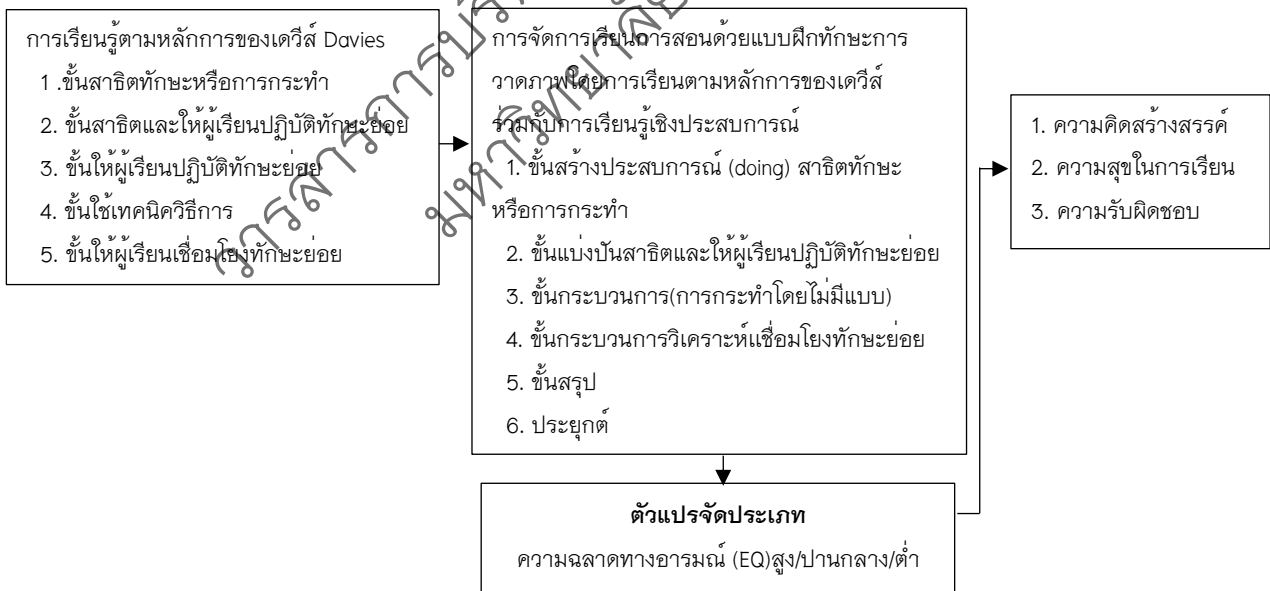 การเรียนรู้ตามหลักการของเดวีส์ Davies
1 .ขั้นสาธิตทักษะหรือการกระทำ
2. ขั้นสาธิตและให้ผู้เรียนปฏิบัติทักษะย่อย
3. ขั้นให้ผู้เรียนปฏิบัติทักษะย่อย
4. ขั้นใช้เทคนิควิธีการ
5. ขั้นให้ผู้เรียนเชื่อมโยงทักษะย่อย
การจัดการเรียนการสอนด้วยแบบฝึกทักษะการ
วาดภาพโดยการเรียนตามหลักการของเดวีส์
ร่วมกับการเรียนรู้เชิงประสบการณ์
1. ขั้นสร้างประสบการณ์ (doing) สาธิตทักษะ
หรือการกระทำ
2. ขั้นแบ่งปันสาธิตและให้ผู้เรียนปฏิบัติทักษะย่อย
3. ขั้นกระบวนการ(การกระทำโดยไม่มีแบบ)
4. ขั้นกระบวนการวิเคราะห์เชื่อมโยงทักษะย่อย
5. ขั้นสรุป
6. ประยุกต์
1. ความคิดสร้างสรรค์
2. ความสุขในการเรียน
3. ความรับผิดชอบ
ตัวแปรจัดประเภท
ความฉลาดทางอารมณ์ (EQ)สูง/ปานกลาง/ต่ำ
วารสารการบริ
มหาวิทยาลัย